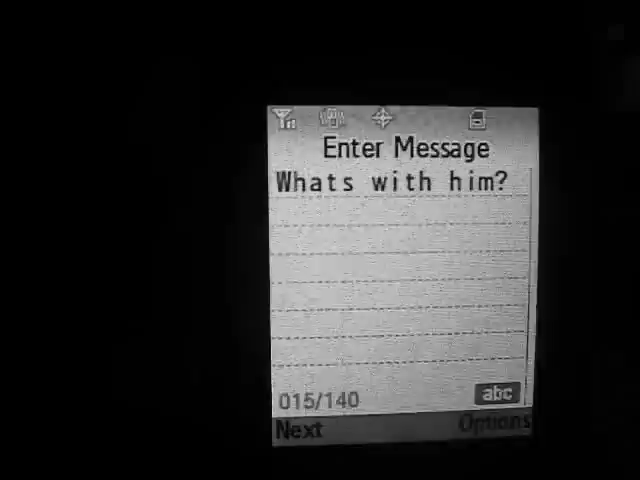 Enter Message
Whats with him?
015/140
abc
Next
Options